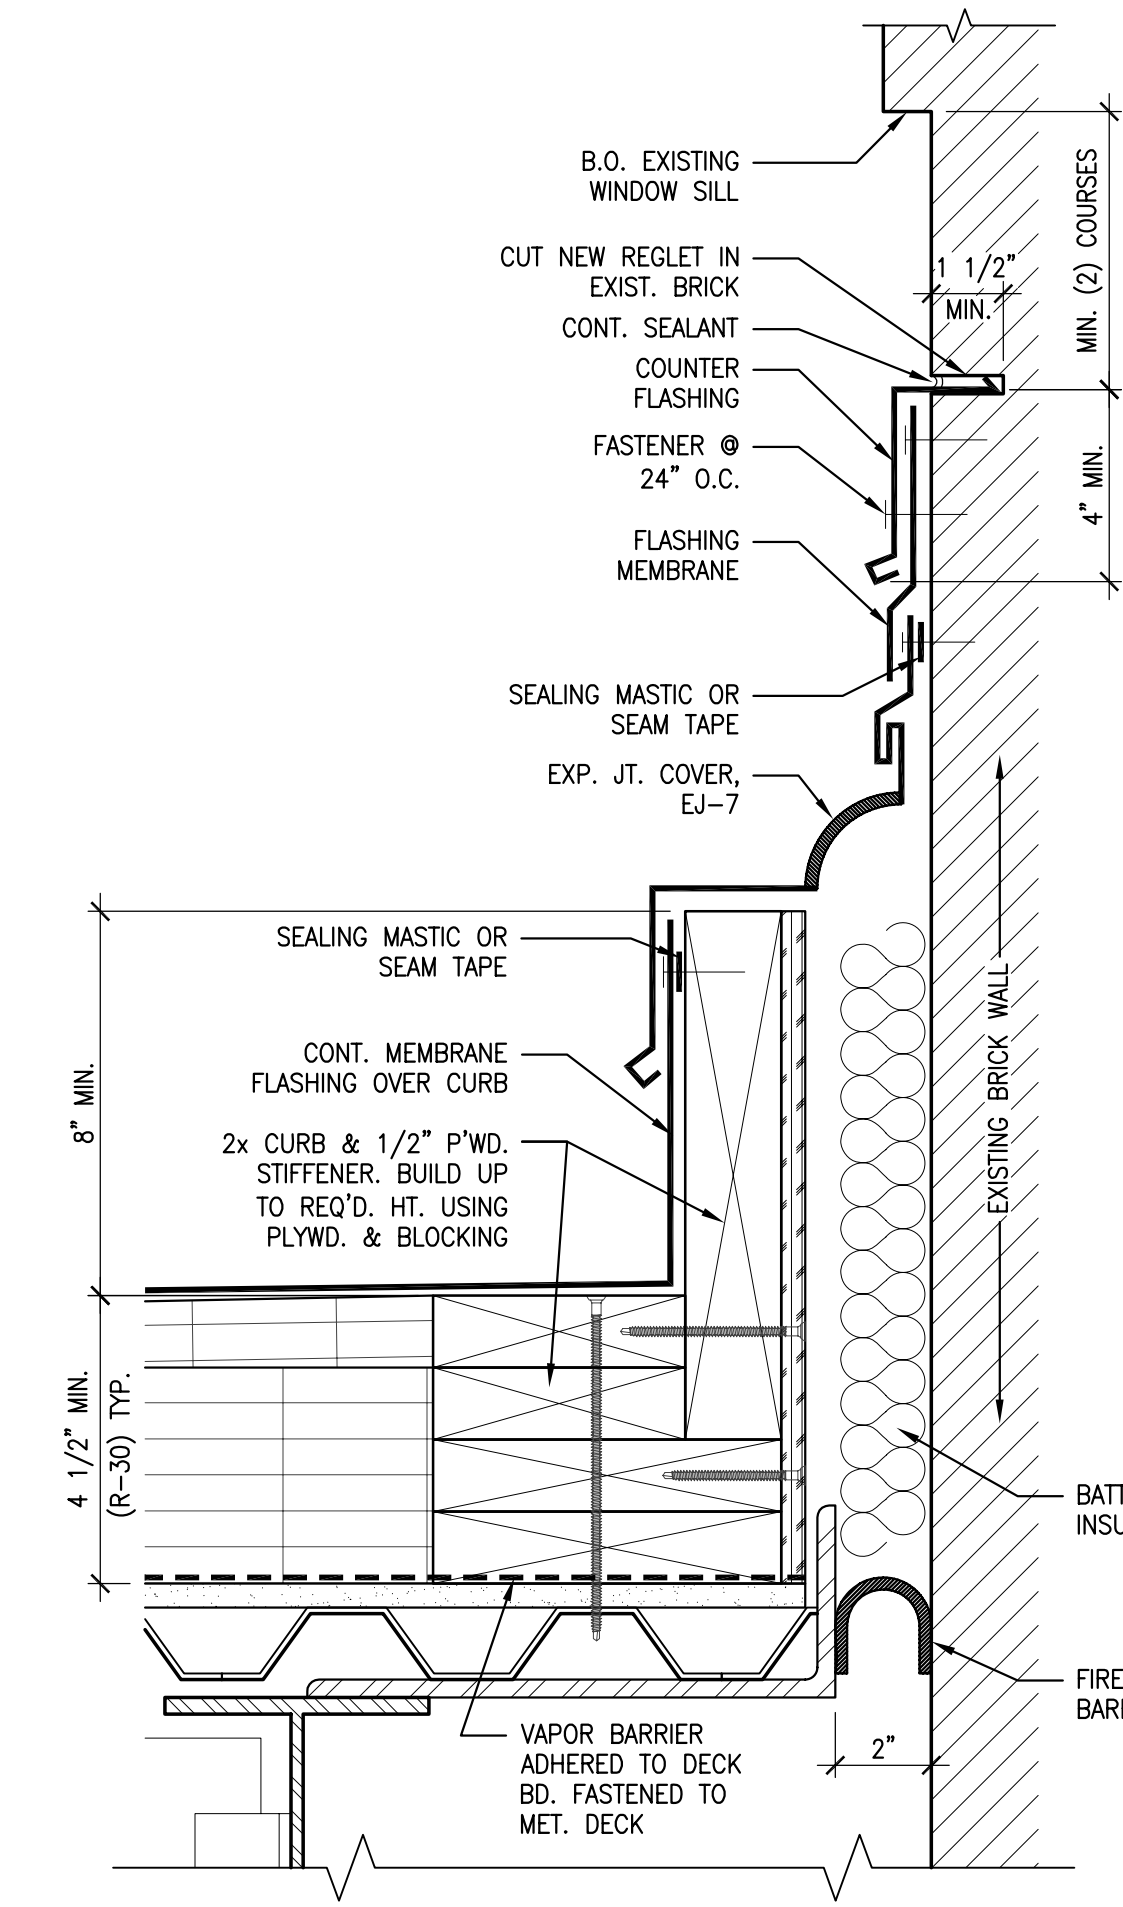 B.O. EXISTING
WINDOW SILL
CUT NEW REGLET IN
EXIST. BRICK
CONT. SEALANT
COUNTER
FLASHING
FASTENER @
24" O.C.
FLASHING
MEMBRANE
SEALING MASTIC OR
SEAM TAPE
EXP. JT. COVER,
EJ-7
1 1/2"
MIN.
MIN. (2) COURSES
4" MIN.
SEALING MASTIC OR
SEAM TAPE
CONT. MEMBRANE
FLASHING OVER CURB
2x CURB & 1/2" P'WD.
STIFFENER. BUILD UP
TO REQ'D. HT. USING
PLYWD. & BLOCKING
8" MIN.
4 1/2" MIN.
(R-30) TYP.
EXISTING BRICK WALL
BATT
INSU
FIRE
BARR
VAPOR BARRIER
ADHERED TO DECK
BD. FASTENED TO
MET. DECK
2"